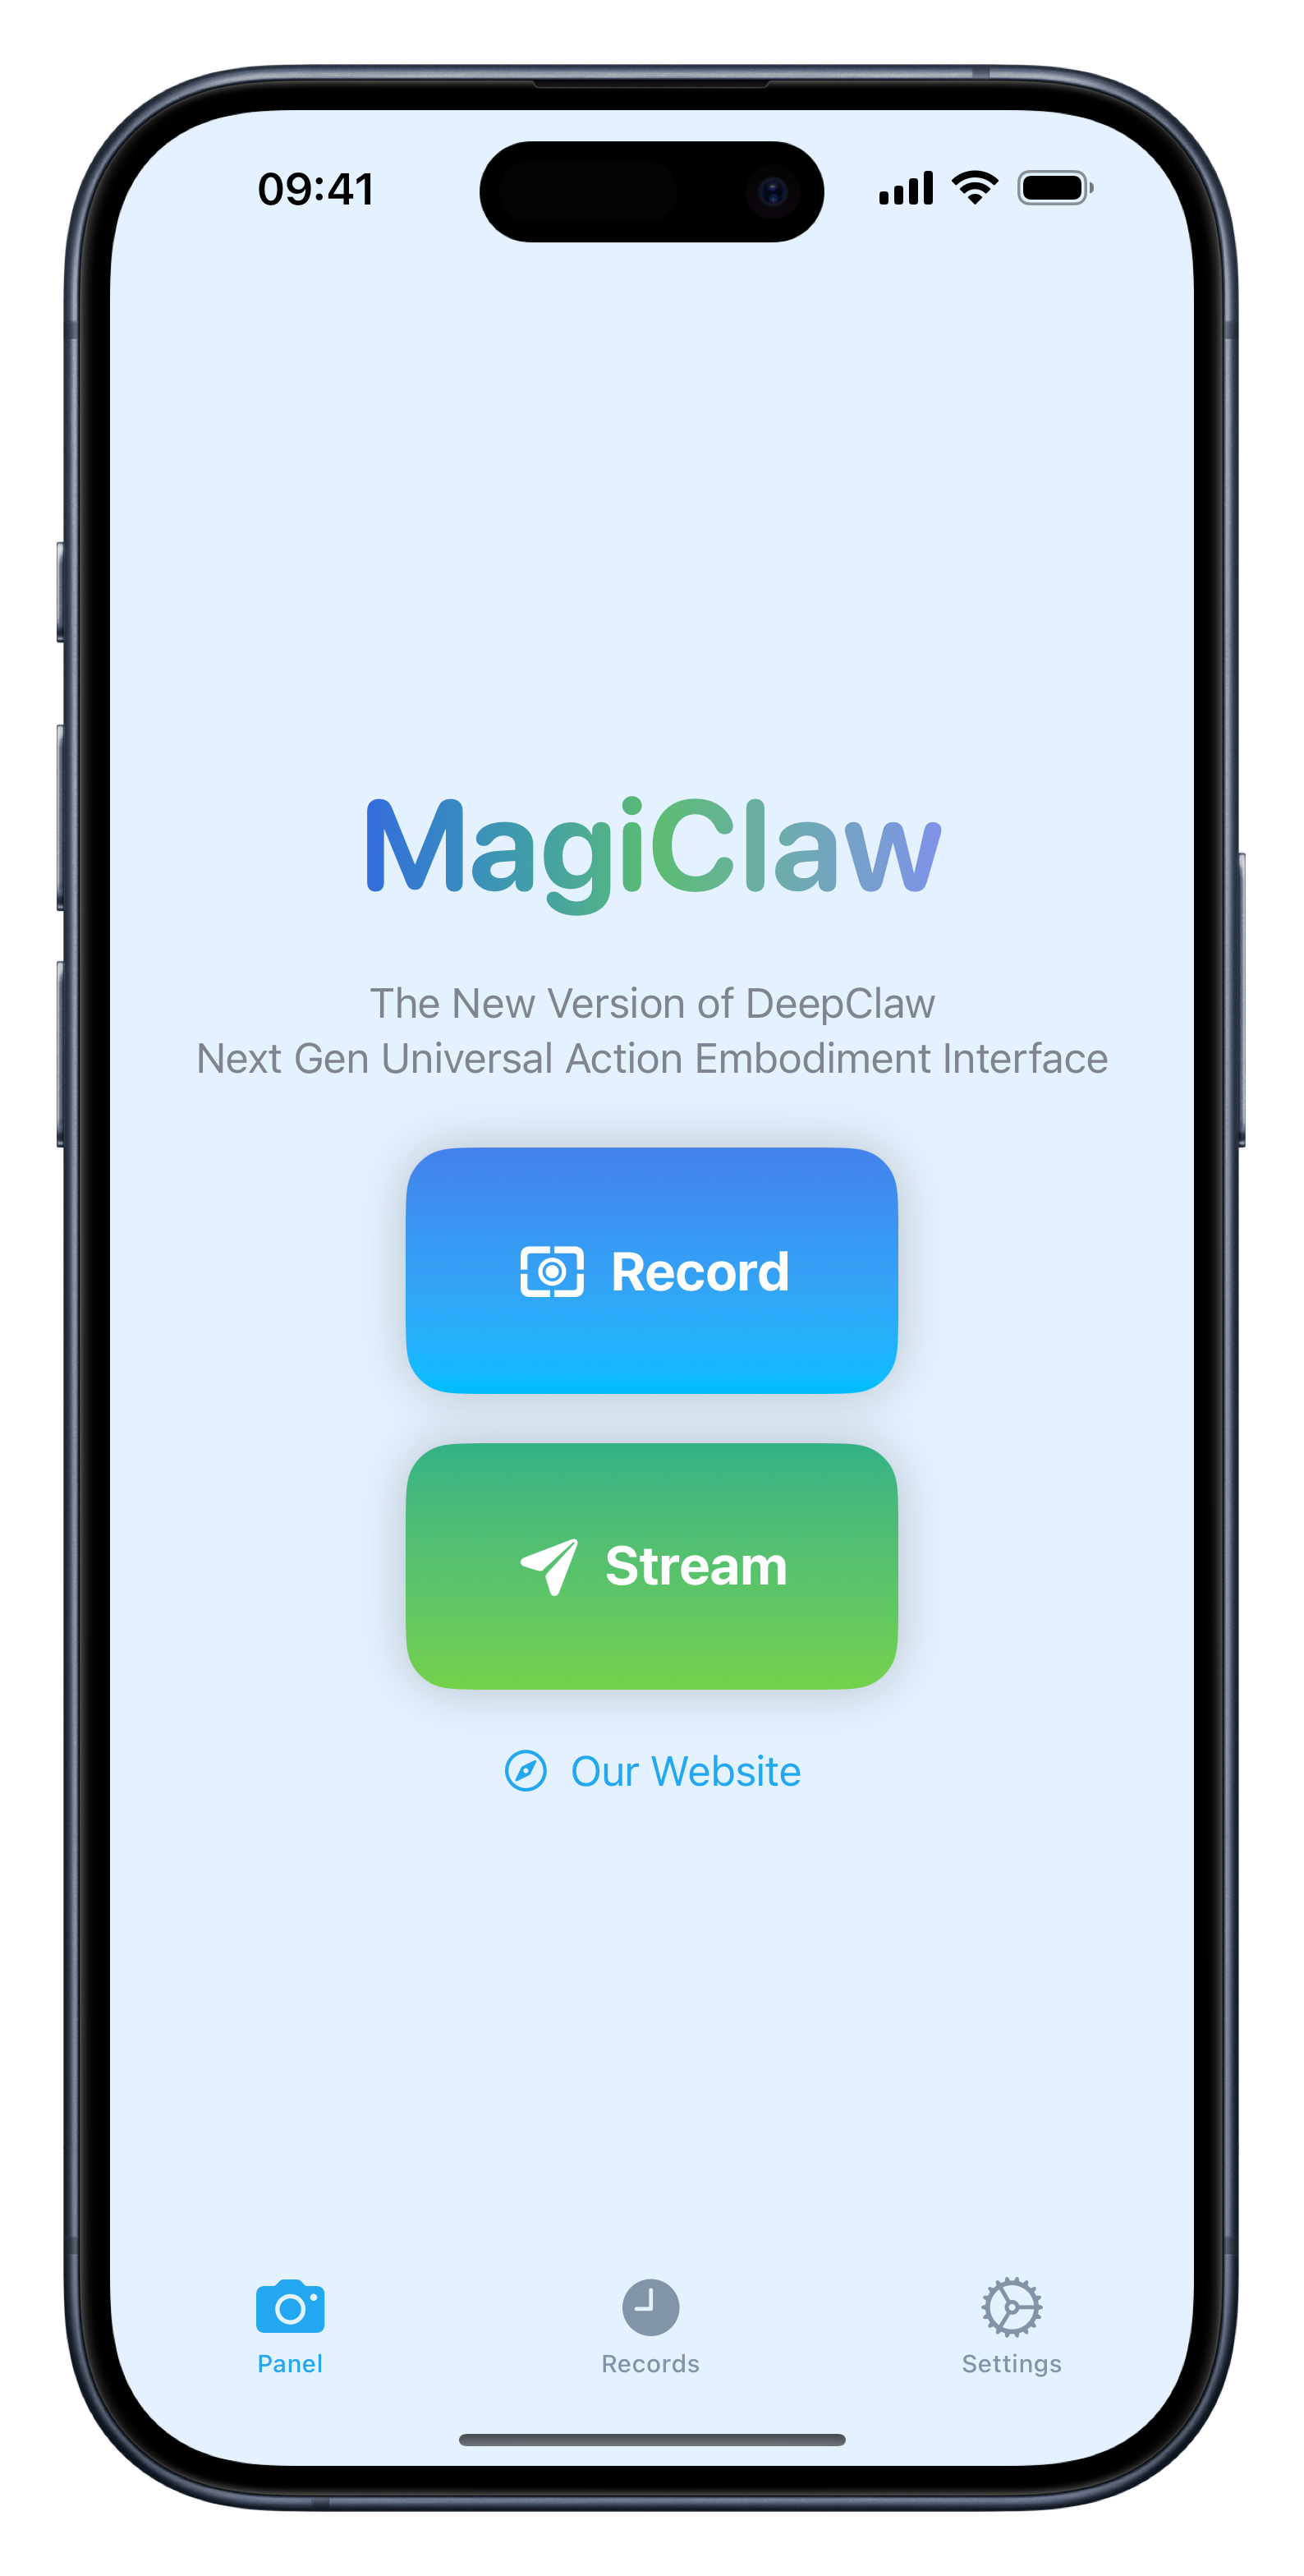 09:41
MagiClaw
The New Version of DeepClaw
Next Gen Universal Action Embodiment Interface
Record
Stream
Our Website
Panel
Records
Settings